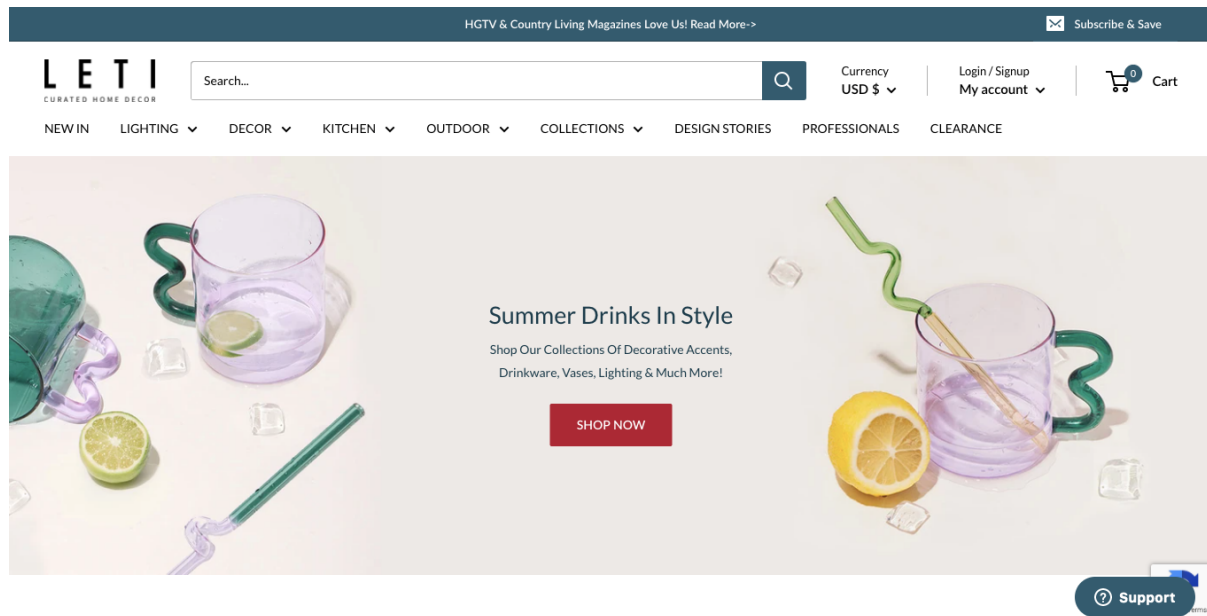 HGTV & Country Living Magazines Love Us! Read More->
Subscribe & Save
LETI
CURATED HOME DECOR
Search...
Currency
USD $
Login / Signup
My account
0
Cart
NEW IN
LIGHTING
DECOR
KITCHEN
OUTDOOR
COLLECTIONS
DESIGN STORIES
PROFESSIONALS
CLEARANCE
Summer Drinks In Style
Shop Our Collections Of Decorative Accents,
Drinkware, Vases, Lighting & Much More!
SHOP NOW
Support